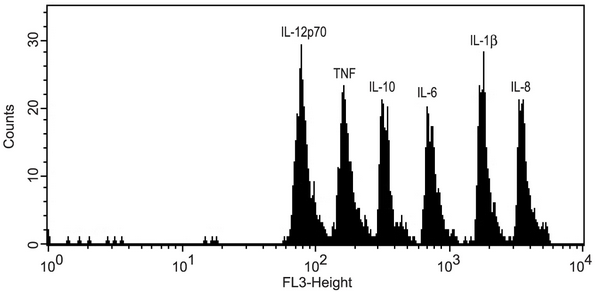 IL-12p70
TNF
IL-10
IL-6
IL-1β
IL-8
30
20
10
0
Counts
10⁰ 10¹ 10² 10³ 10⁴
FL3-Height